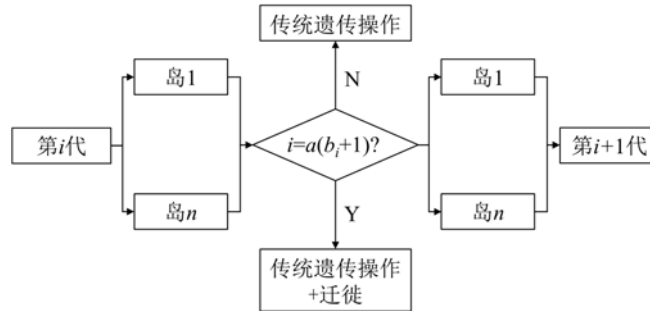 传统遗传操作
N
岛1
岛1
第i代
i=a(b_i+1)?
第i+1代
岛n
岛n
Y
传统遗传操作
+迁徙